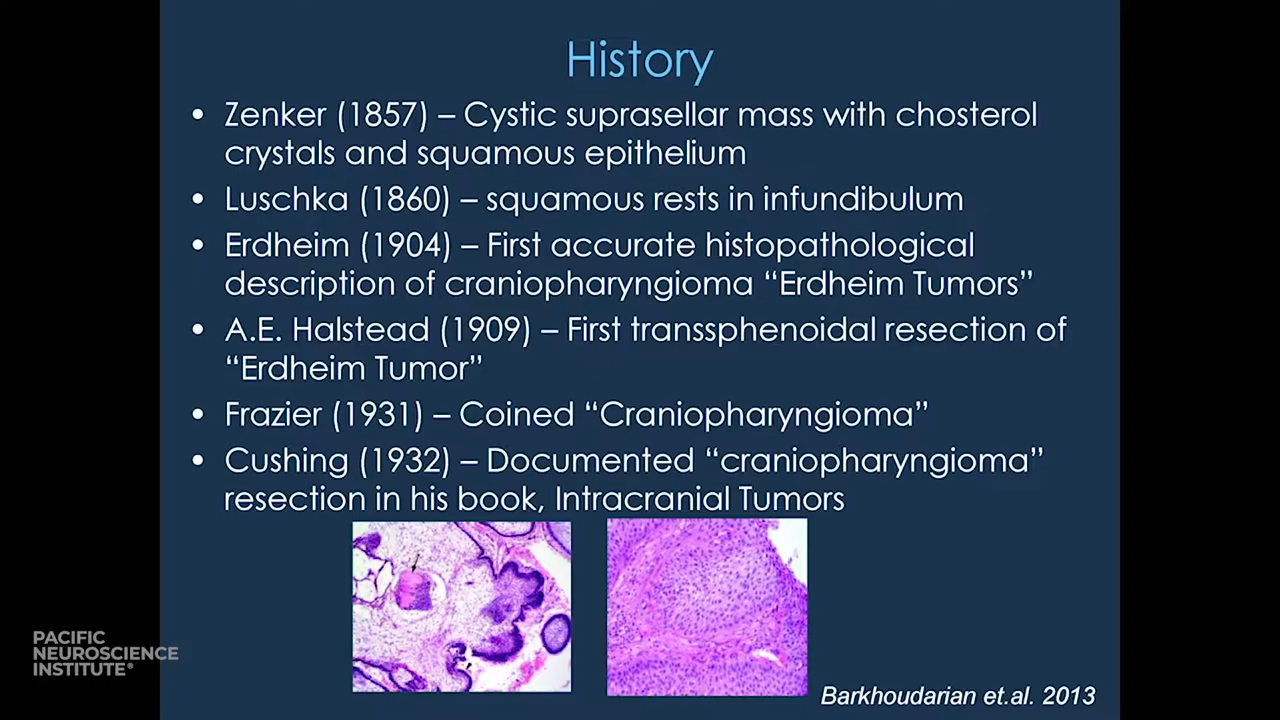 History
• Zenker (1857) – Cystic suprasellar mass with chosterol
crystals and squamous epithelium
• Luschka (1860) – squamous rests in infundibulum
• Erdheim (1904) – First accurate histopathological
description of craniopharyngioma “Erdheim Tumors”
• A.E. Halstead (1909) – First transsphenoidal resection of
“Erdheim Tumor”
• Frazier (1931) – Coined “Craniopharyngioma”
• Cushing (1932) – Documented “craniopharyngioma”
resection in his book, Intracranial Tumors
PACIFIC
NEUROSCIENCE
INSTITUTE®
Barkhoudarian et.al. 2013